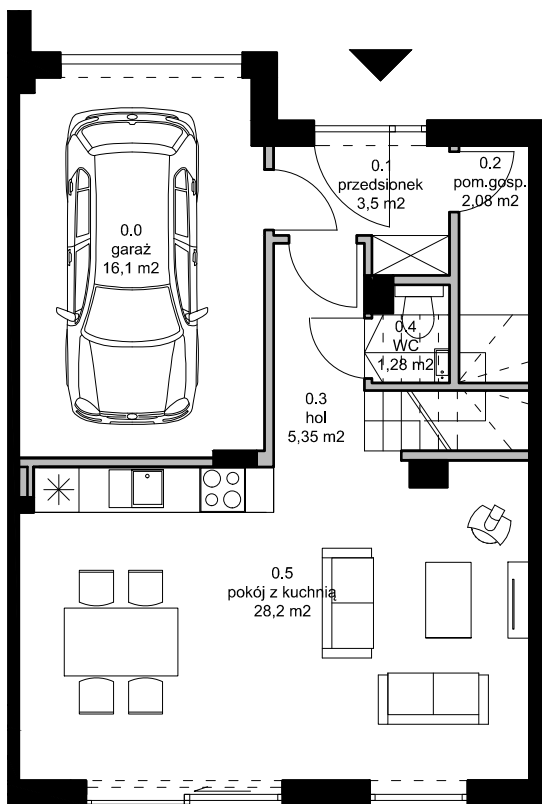 0.0
garaż
16,1 m2
0.1
przedsionek
3,5 m2
0.2
pom.gosp.
2,08 m2
0.4
WC
1,28 m2
0.3
hol
5,35 m2
0.5
pokój z kuchnią
28,2 m2